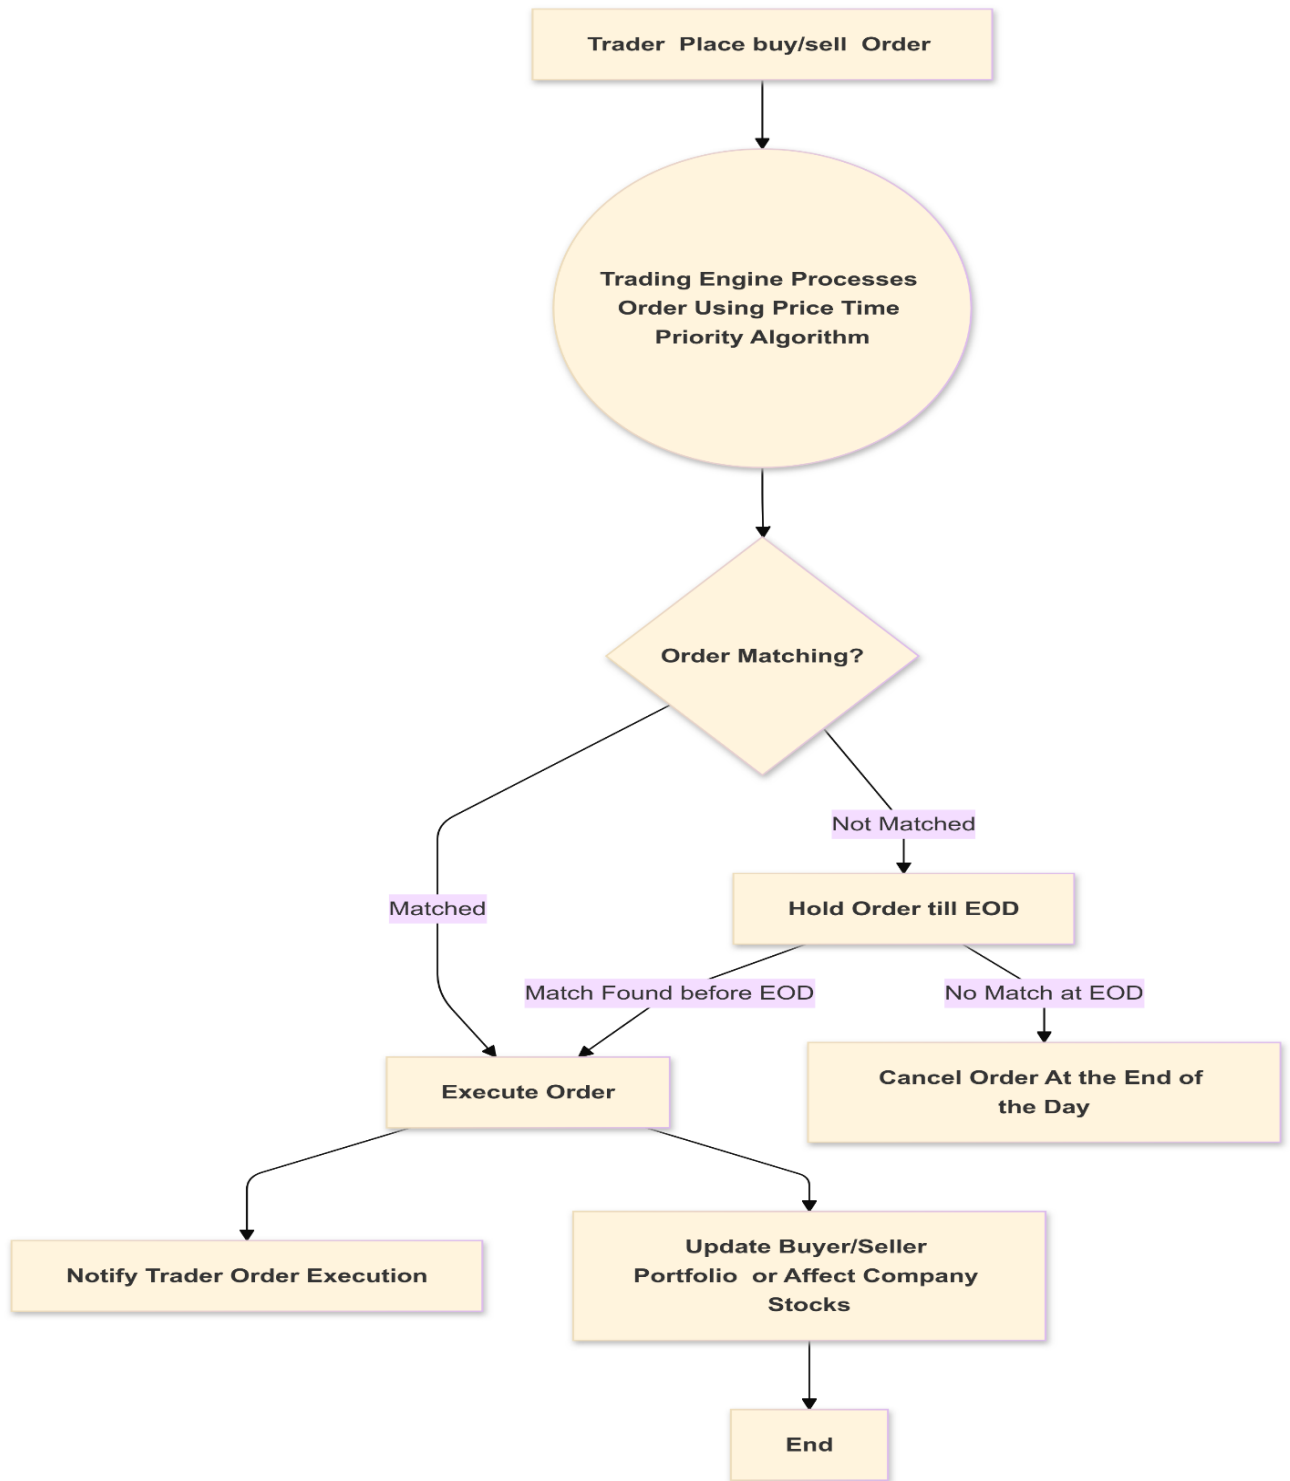 Trader Place buy/sell Order
Trading Engine Processes
Order Using Price Time
Priority Algorithm
Order Matching?
Not Matched
Matched
Hold Order till EOD
Match Found before EOD
No Match at EOD
Execute Order
Cancel Order At the End of
the Day
Notify Trader Order Execution
Update Buyer/Seller
Portfolio or Affect Company
Stocks
End